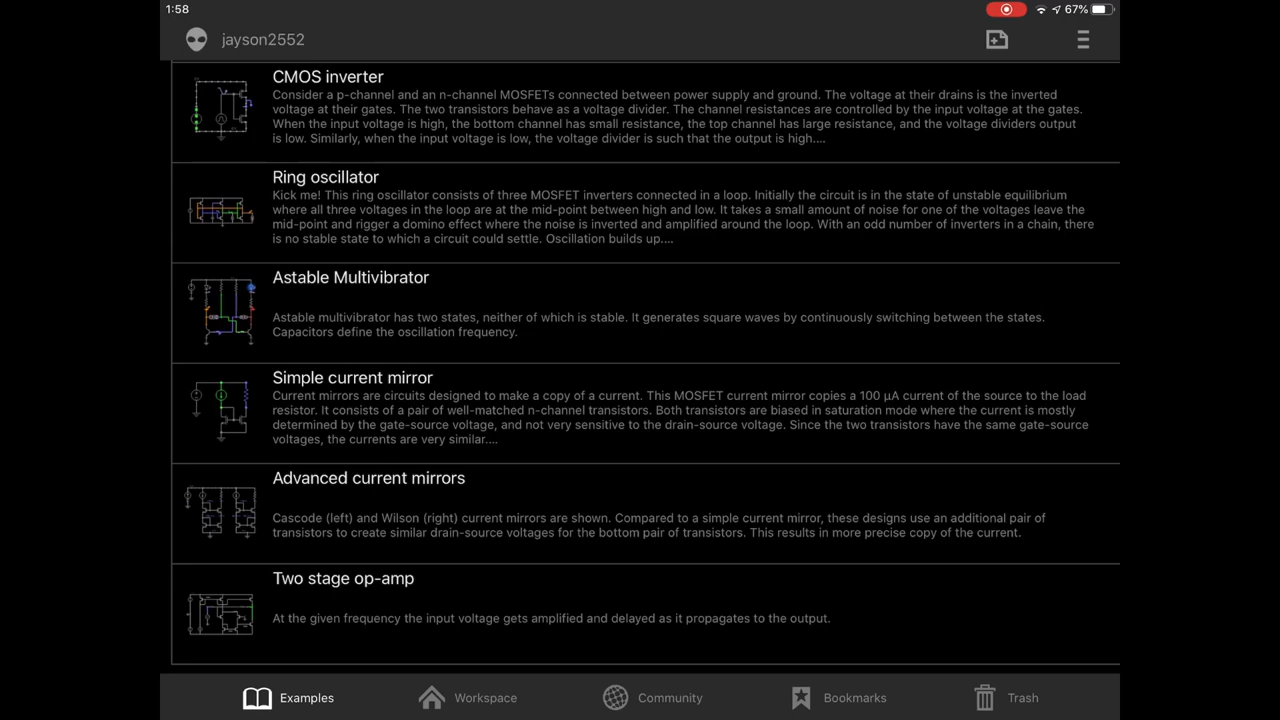 1:58
67%
jayson2552
CMOS inverter
Consider a p-channel and an n-channel MOSFETs connected between power supply and ground. The voltage at their drains is the inverted
voltage at their gates. The two transistors behave as a voltage divider. The channel resistances are controlled by the input voltage at the gates.
When the input voltage is high, the bottom channel has small resistance, the top channel has large resistance, and the voltage dividers output
is low. Similarly, when the input voltage is low, the voltage divider is such that the output is high....
Ring oscillator
Kick me! This ring oscillator consists of three MOSFET inverters connected in a loop. Initially the circuit is in the state of unstable equilibrium
where all three voltages in the loop are at the mid-point between high and low. It takes a small amount of noise for one of the voltages leave the
mid-point and rigger a domino effect where the noise is inverted and amplified around the loop. With an odd number of inverters in a chain, there
is no stable state to which a circuit could settle. Oscillation builds up....
Astable Multivibrator
Astable multivibrator has two states, neither of which is stable. It generates square waves by continuously switching between the states.
Capacitors define the oscillation frequency.
Simple current mirror
Current mirrors are circuits designed to make a copy of a current. This MOSFET current mirror copies a 100 µA current of the source to the load
resistor. It consists of a pair of well-matched n-channel transistors. Both transistors are biased in saturation mode where the current is mostly
determined by the gate-source voltage, and not very sensitive to the drain-source voltage. Since the two transistors have the same gate-source
voltages, the currents are very similar....
Advanced current mirrors
Cascode (left) and Wilson (right) current mirrors are shown. Compared to a simple current mirror, these designs use an additional pair of
transistors to create similar drain-source voltages for the bottom pair of transistors. This results in more precise copy of the current.
Two stage op-amp
At the given frequency the input voltage gets amplified and delayed as it propagates to the output.
Examples
Workspace
Community
Bookmarks
Trash